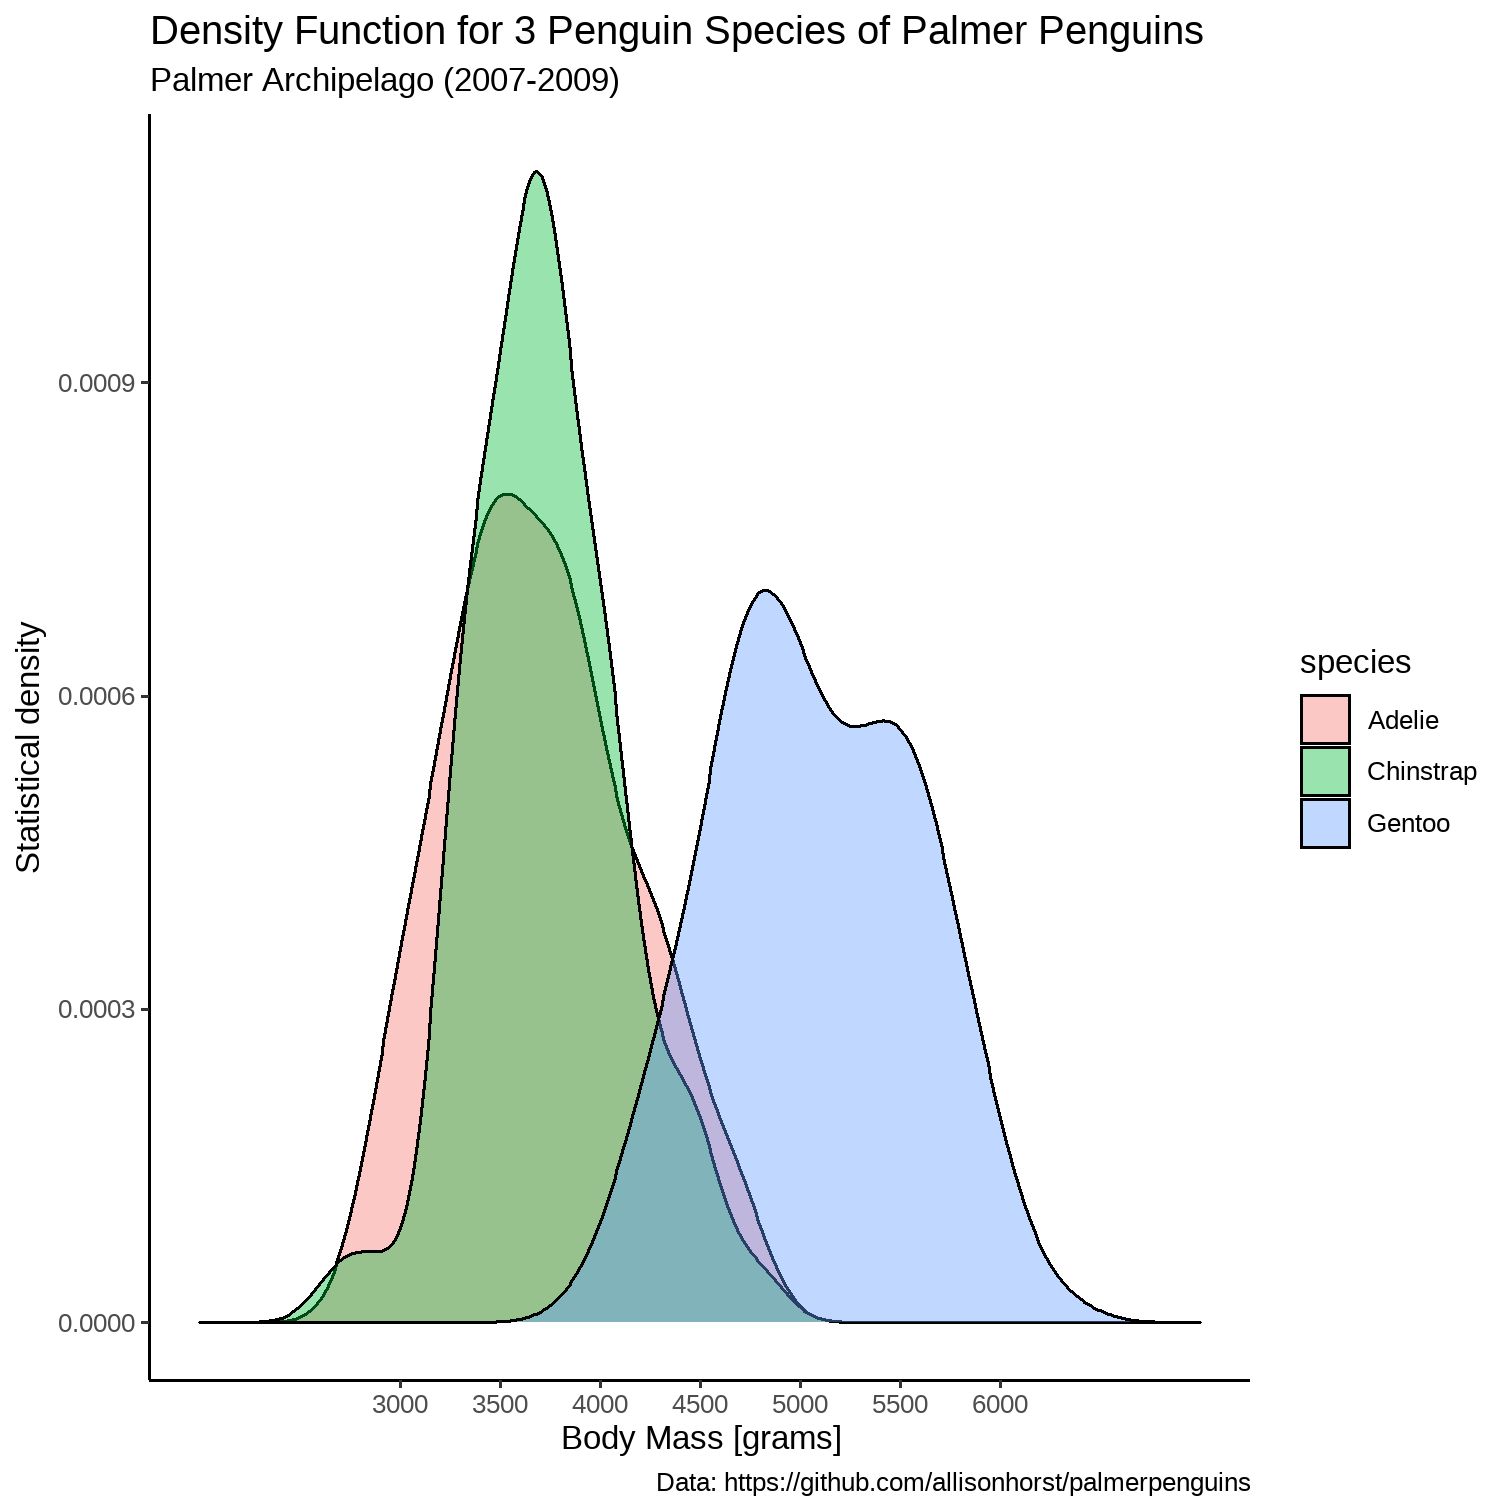 Density Function for 3 Penguin Species of Palmer Penguins
Palmer Archipelago (2007-2009)
Statistical density
0.0009
0.0006
0.0003
0.0000
3000 3500 4000 4500 5000 5500 6000
Body Mass [grams]
species
Adelie
Chinstrap
Gentoo
Data: https://github.com/allisonhorst/palmerpenguins